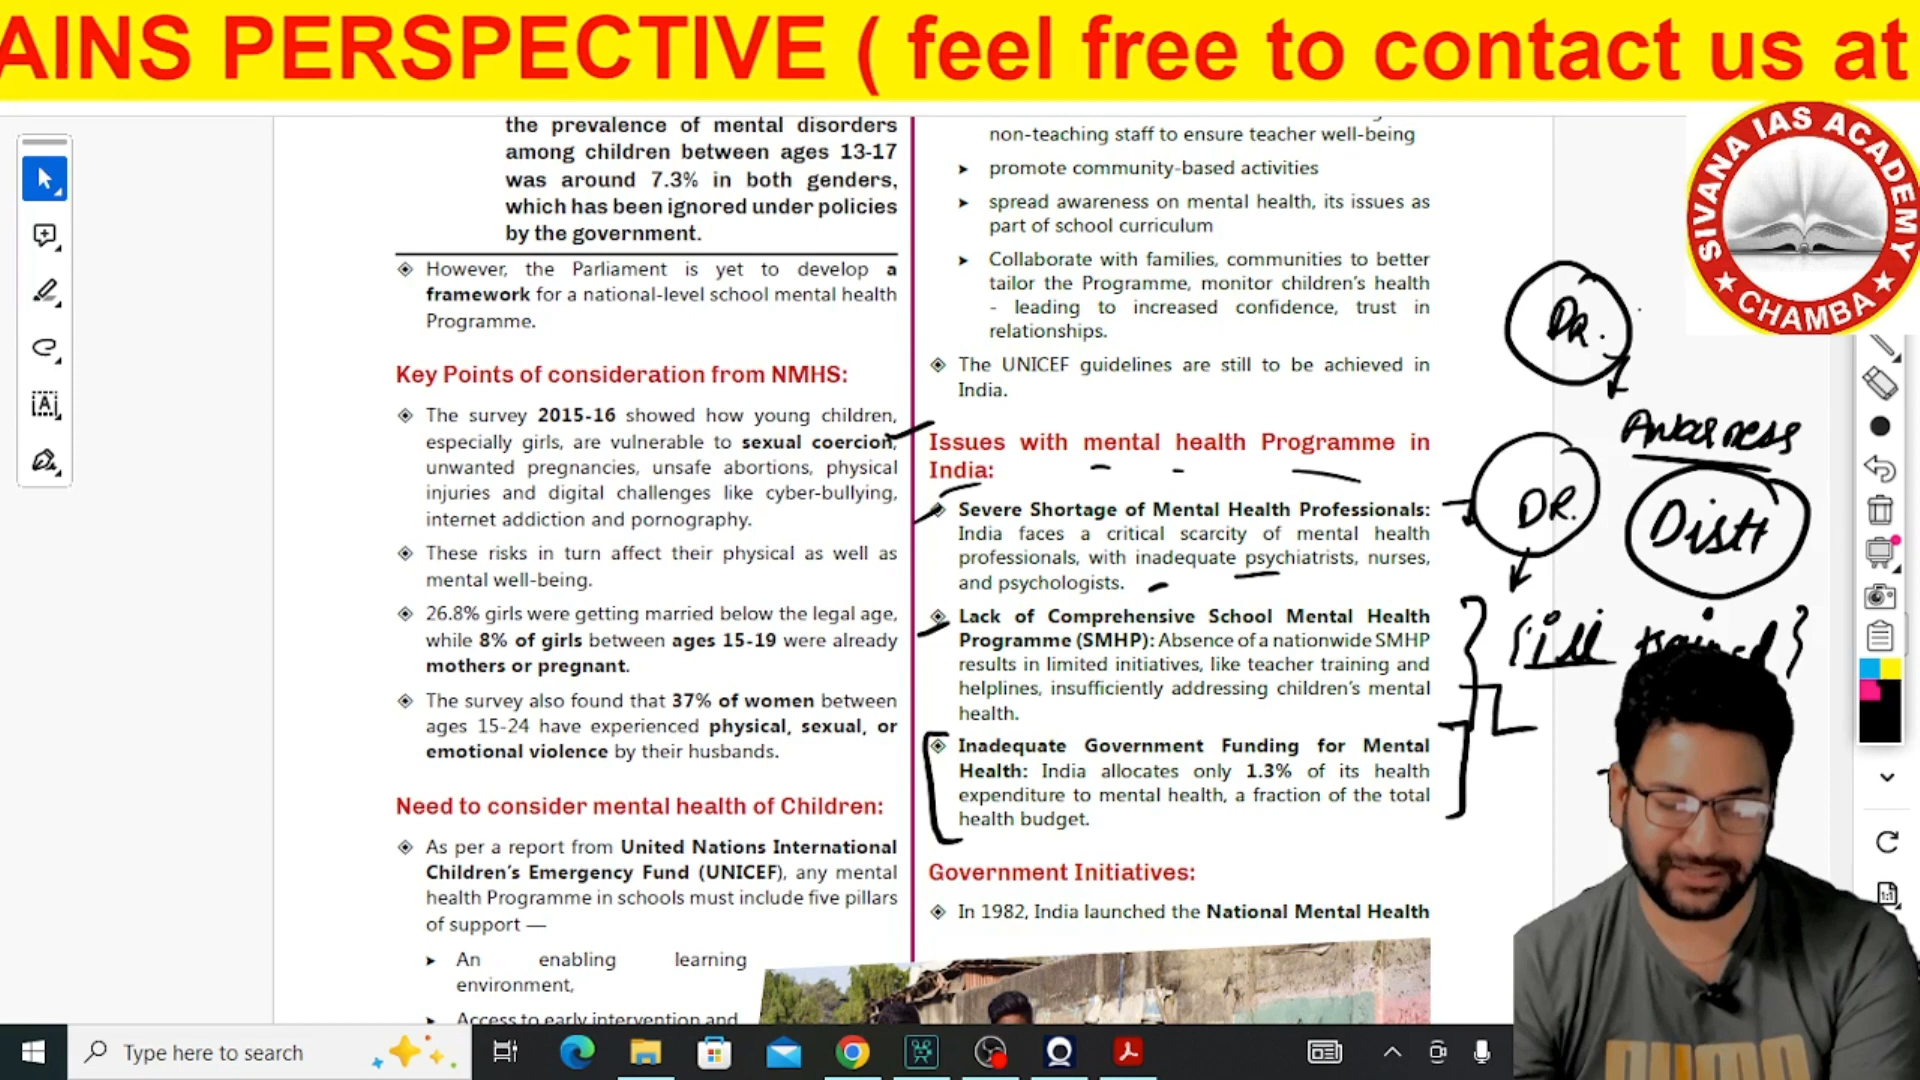 AINS PERSPECTIVE ( feel free to contact us at
SIVANA IAS ACADEMY
CHAMBA
the prevalence of mental disorders
among children between ages 13-17
was around 7.3% in both genders,
which has been ignored under policies
by the government.
However, the Parliament is yet to develop a
framework for a national-level school mental health
Programme.
Key Points of consideration from NMHS:
The survey 2015-16 showed how young children,
especially girls, are vulnerable to sexual coercion,
unwanted pregnancies, unsafe abortions, physical
injuries and digital challenges like cyber-bullying,
internet addiction and pornography.
These risks in turn affect their physical as well as
mental well-being.
26.8% girls were getting married below the legal age,
while 8% of girls between ages 15-19 were already
mothers or pregnant.
The survey also found that 37% of women between
ages 15-24 have experienced physical, sexual, or
emotional violence by their husbands.
Need to consider mental health of Children:
As per a report from United Nations International
Children's Emergency Fund (UNICEF), any mental
health Programme in schools must include five pillars
of support —
An enabling learning
environment,
Access to early intervention and
non-teaching staff to ensure teacher well-being
promote community-based activities
spread awareness on mental health, its issues as
part of school curriculum
Collaborate with families, communities to better
tailor the Programme, monitor children's health
- leading to increased confidence, trust in
relationships.
The UNICEF guidelines are still to be achieved in
India.
Issues with mental health Programme in
India:
Severe Shortage of Mental Health Professionals:
India faces a critical scarcity of mental health
professionals, with inadequate psychiatrists, nurses,
and psychologists.
Lack of Comprehensive School Mental Health
Programme (SMHP): Absence of a nationwide SMHP
results in limited initiatives, like teacher training and
helplines, insufficiently addressing children's mental
health.
Inadequate Government Funding for Mental
Health: India allocates only 1.3% of its health
expenditure to mental health, a fraction of the total
health budget.
Government Initiatives:
In 1982, India launched the National Mental Health
DR.
Awareness
DR.
Distt
ill trained
Type here to search